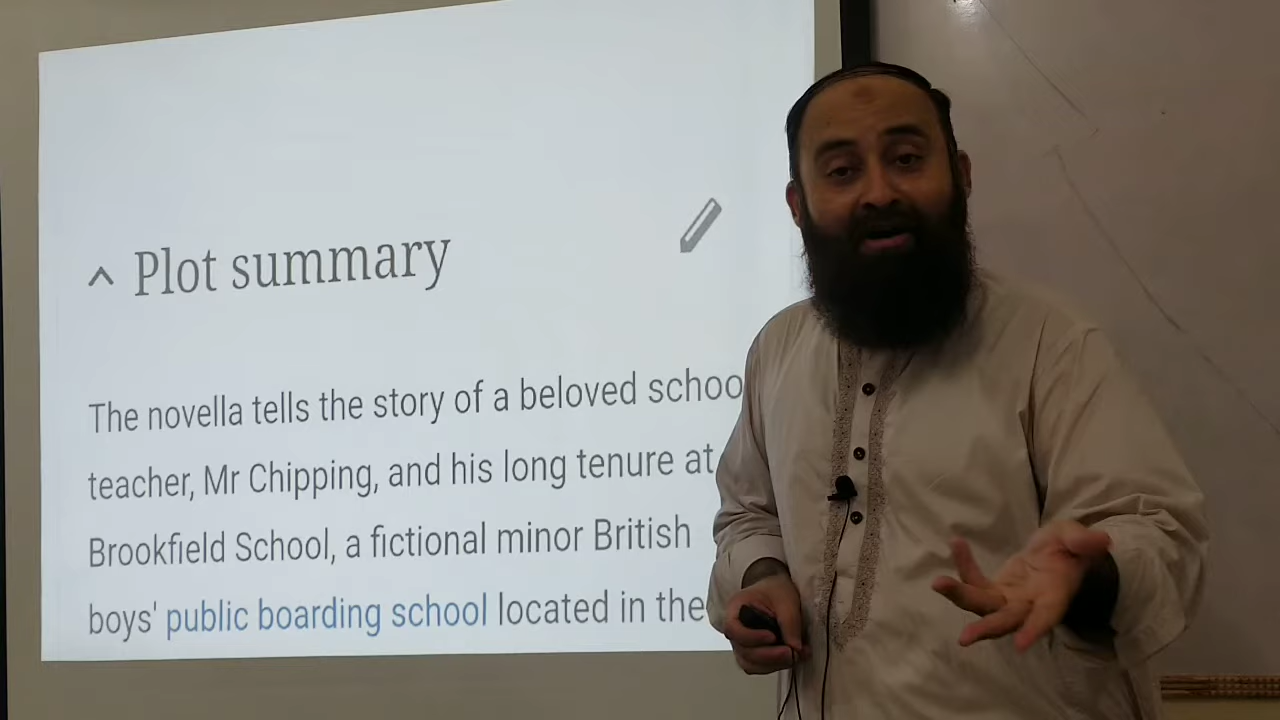 Plot summary
The novella tells the story of a beloved schoo
teacher, Mr Chipping, and his long tenure at
Brookfield School, a fictional minor British
boys' public boarding school located in the